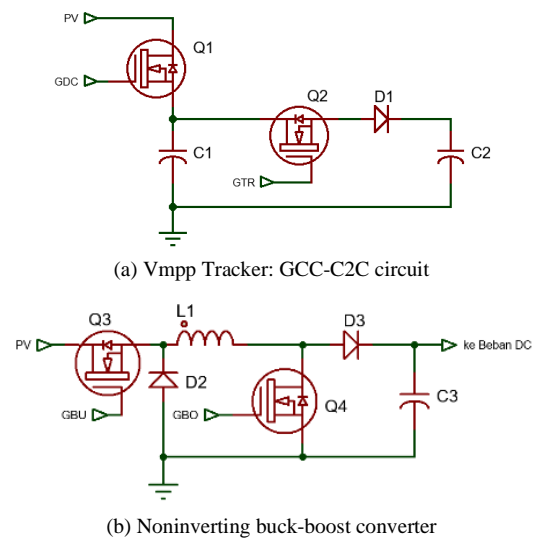 PV
Q1
GDC
Q2
D1
C1
C2
GTR
(a) Vmpp Tracker: GCC-C2C circuit
L1
Q3
D3
PV
ke Beban DC
D2
C3
GBU
GBO
Q4
(b) Noninverting buck-boost converter